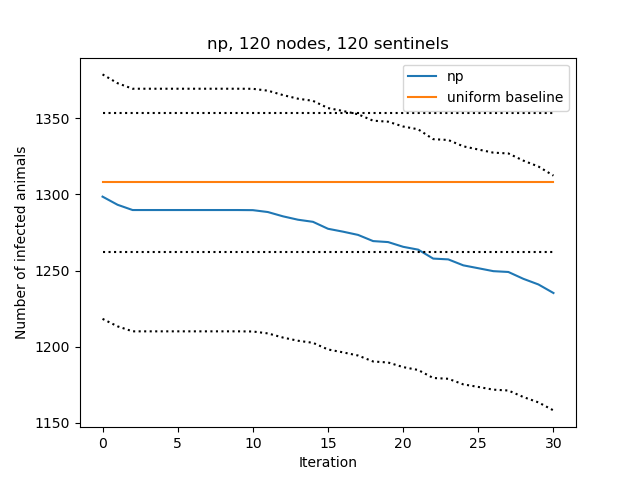 np, 120 nodes, 120 sentinels
np
uniform baseline
Number of infected animals
1350
1300
1250
1200
1150
0 5 10 15 20 25 30
Iteration